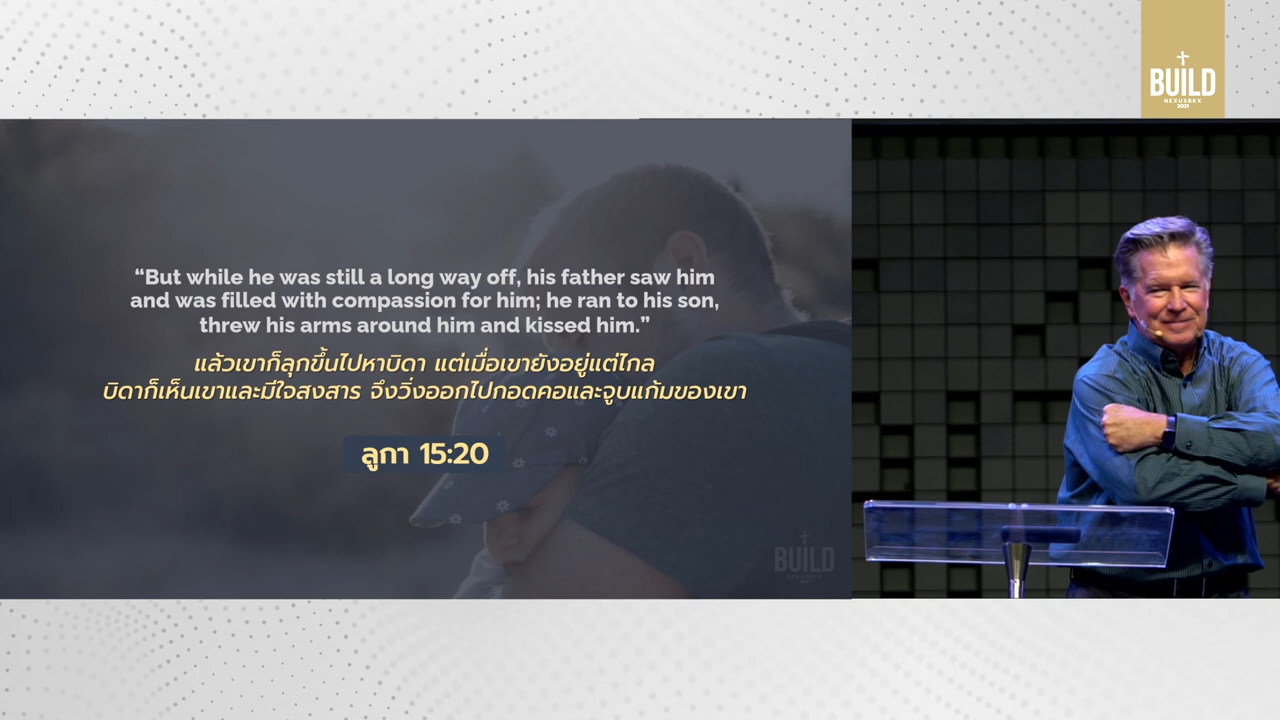 BUILD
NEXUSBKK
2021
“But while he was still a long way off, his father saw him
and was filled with compassion for him; he ran to his son,
threw his arms around him and kissed him.”
แล้วเขาก็ลุกขึ้นไปหาบิดา แต่เมื่อเขายังอยู่แต่ไกล
บิดาก็เห็นเขาและมีใจสงสาร จึงวิ่งออกไปกอดคอและจูบแก้มของเขา
ลูกา 15:20
BUILD
NEXUSBKK